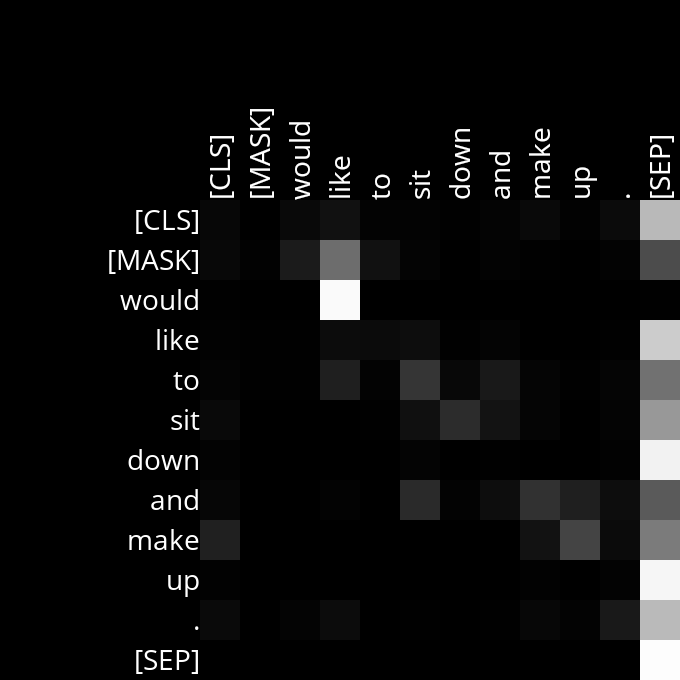 [CLS] [MASK] would like to sit down and make up . [SEP]
[CLS]
[MASK]
would
like
to
sit
down
and
make
up
.
[SEP]